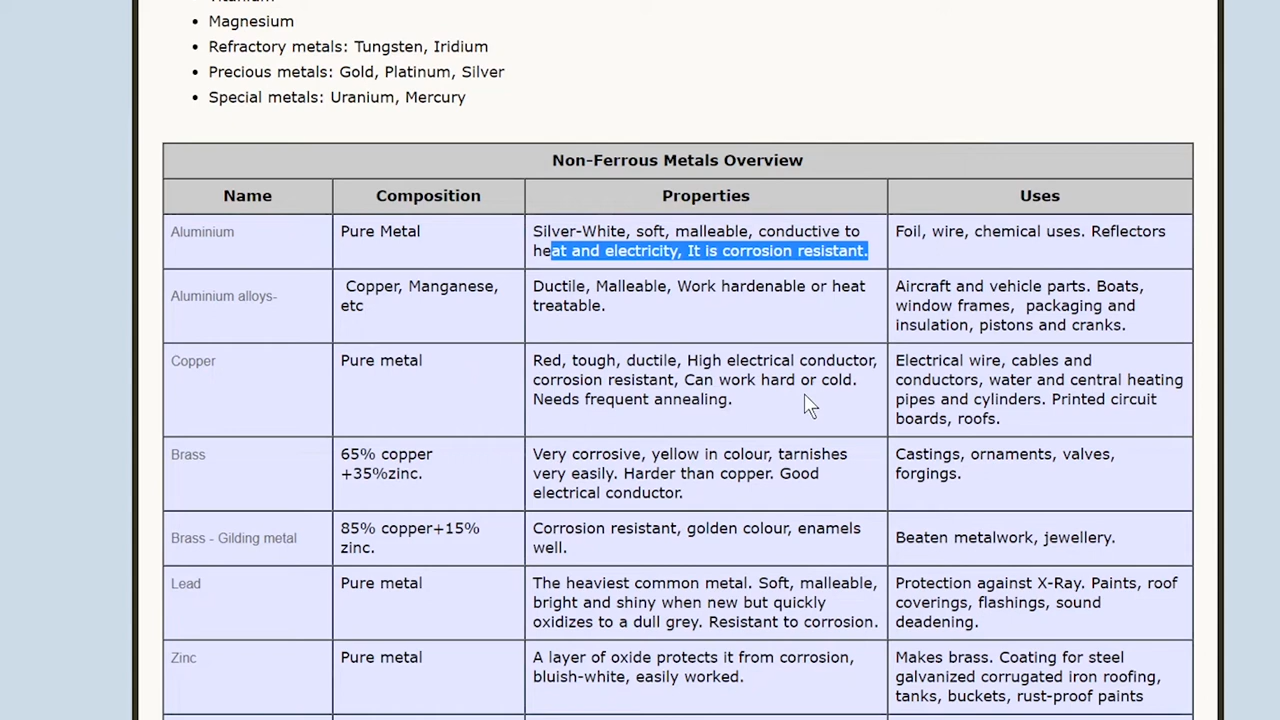 Titanium
Magnesium
Refractory metals: Tungsten, Iridium
Precious metals: Gold, Platinum, Silver
Special metals: Uranium, Mercury
Non-Ferrous Metals Overview
Name Composition Properties Uses
Aluminium
Pure Metal
Silver-White, soft, malleable, conductive to
heat and electricity, It is corrosion resistant.
Foil, wire, chemical uses. Reflectors
Aluminium alloys-
Copper, Manganese,
etc
Ductile, Malleable, Work hardenable or heat
treatable.
Aircraft and vehicle parts. Boats,
window frames, packaging and
insulation, pistons and cranks.
Copper
Pure metal
Red, tough, ductile, High electrical conductor,
corrosion resistant, Can work hard or cold.
Needs frequent annealing.
Electrical wire, cables and
conductors, water and central heating
pipes and cylinders. Printed circuit
boards, roofs.
Brass
65% copper
+35%zinc.
Very corrosive, yellow in colour, tarnishes
very easily. Harder than copper. Good
electrical conductor.
Castings, ornaments, valves,
forgings.
Brass - Gilding metal
85% copper+15%
zinc.
Corrosion resistant, golden colour, enamels
well.
Beaten metalwork, jewellery.
Lead
Pure metal
The heaviest common metal. Soft, malleable,
bright and shiny when new but quickly
oxidizes to a dull grey. Resistant to corrosion.
Protection against X-Ray. Paints, roof
coverings, flashings, sound
deadening.
Zinc
Pure metal
A layer of oxide protects it from corrosion,
bluish-white, easily worked.
Makes brass. Coating for steel
galvanized corrugated iron roofing,
tanks, buckets, rust-proof paints